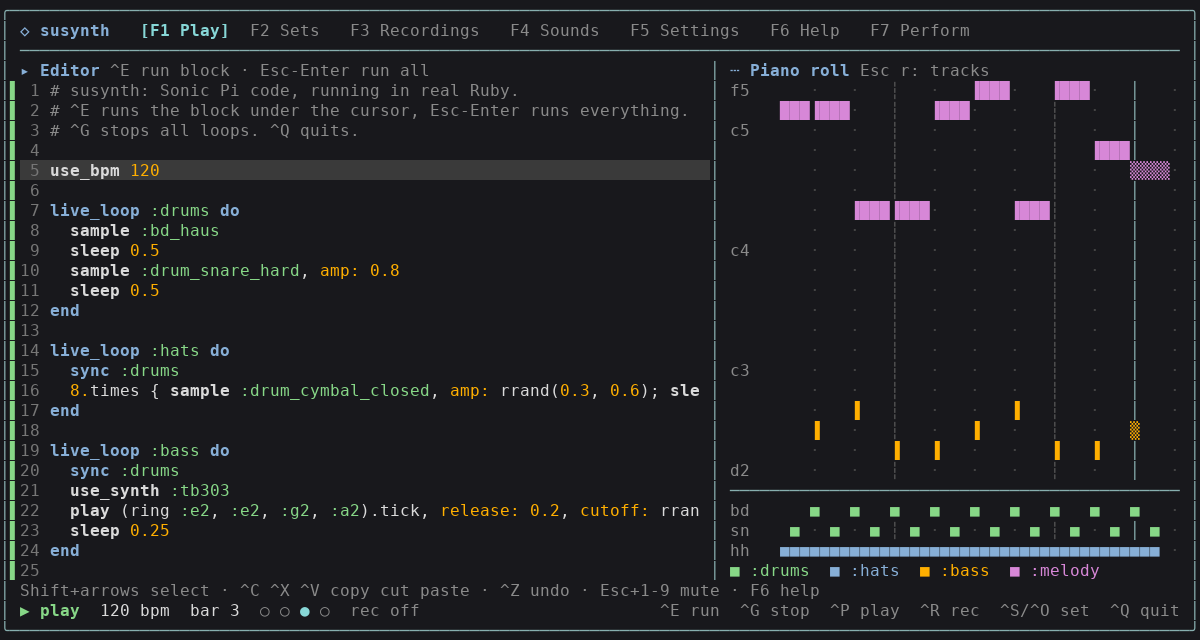 ◇ susynth [F1 Play] F2 Sets F3 Recordings F4 Sounds F5 Settings F6 Help F7 Perform
▸ Editor ^E run block · Esc-Enter run all
1 # susynth: Sonic Pi code, running in real Ruby.
2 # ^E runs the block under the cursor, Esc-Enter runs everything.
3 # ^G stops all loops. ^Q quits.
4
5 use_bpm 120
6
7 live_loop :drums do
8 sample :bd_haus
9 sleep 0.5
10 sample :drum_snare_hard, amp: 0.8
11 sleep 0.5
12 end
13
14 live_loop :hats do
15 sync :drums
16 8.times { sample :drum_cymbal_closed, amp: rrand(0.3, 0.6); sle
17 end
18
19 live_loop :bass do
20 sync :drums
21 use_synth :tb303
22 play (ring :e2, :e2, :g2, :a2).tick, release: 0.2, cutoff: rran
23 sleep 0.25
24 end
25
┄ Piano roll Esc r: tracks
f5
c5
c4
c3
d2
bd
sn
hh
■ :drums ■ :hats ■ :bass ■ :melody
Shift+arrows select · ^C ^X ^V copy cut paste · ^Z undo · Esc+1-9 mute · F6 help
▶ play 120 bpm bar 3 ○ ○ ● ○ rec off ^E run ^G stop ^P play ^R rec ^S/^O set ^Q quit